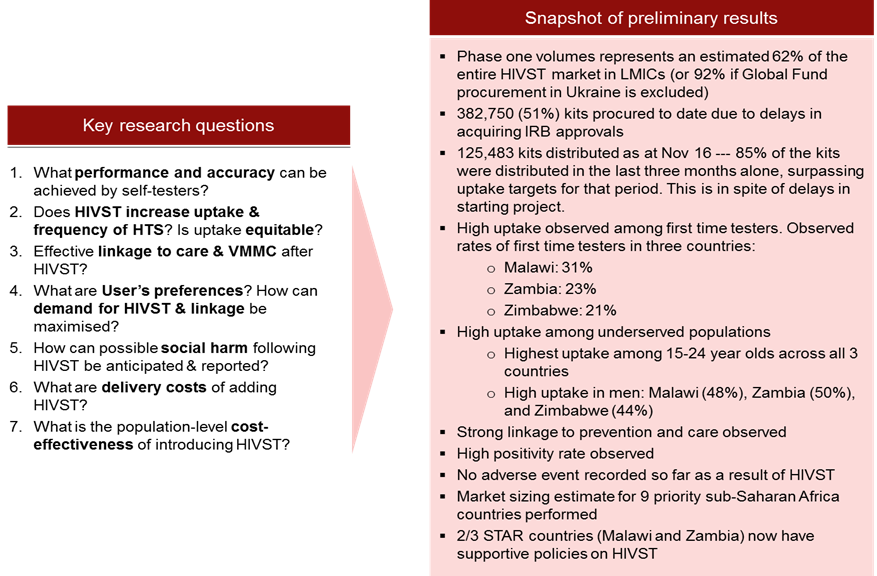 Key research questions
1. What performance and accuracy can be
achieved by self-testers?
2. Does HIVST increase uptake &
frequency of HTS? Is uptake equitable?
3. Effective linkage to care & VMMC after
HIVST?
4. What are User's preferences? How can
demand for HIVST & linkage be
maximised?
5. How can possible social harm following
HIVST be anticipated & reported?
6. What are delivery costs of adding
HIVST?
7. What is the population-level cost-
effectiveness of introducing HIVST?
Snapshot of preliminary results
▪ Phase one volumes represents an estimated 62% of the
entire HIVST market in LMICs (or 92% if Global Fund
procurement in Ukraine is excluded)
▪ 382,750 (51%) kits procured to date due to delays in
acquiring IRB approvals
▪ 125,483 kits distributed as at Nov 16 --- 85% of the kits
were distributed in the last three months alone, surpassing
uptake targets for that period. This is in spite of delays in
starting project.
▪ High uptake observed among first time testers. Observed
rates of first time testers in three countries:
o Malawi: 31%
o Zambia: 23%
o Zimbabwe: 21%
▪ High uptake among underserved populations
o Highest uptake among 15-24 year olds across all 3
countries
o High uptake in men: Malawi (48%), Zambia (50%),
and Zimbabwe (44%)
▪ Strong linkage to prevention and care observed
▪ High positivity rate observed
▪ No adverse event recorded so far as a result of HIVST
▪ Market sizing estimate for 9 priority sub-Saharan Africa
countries performed
▪ 2/3 STAR countries (Malawi and Zambia) now have
supportive policies on HIVST